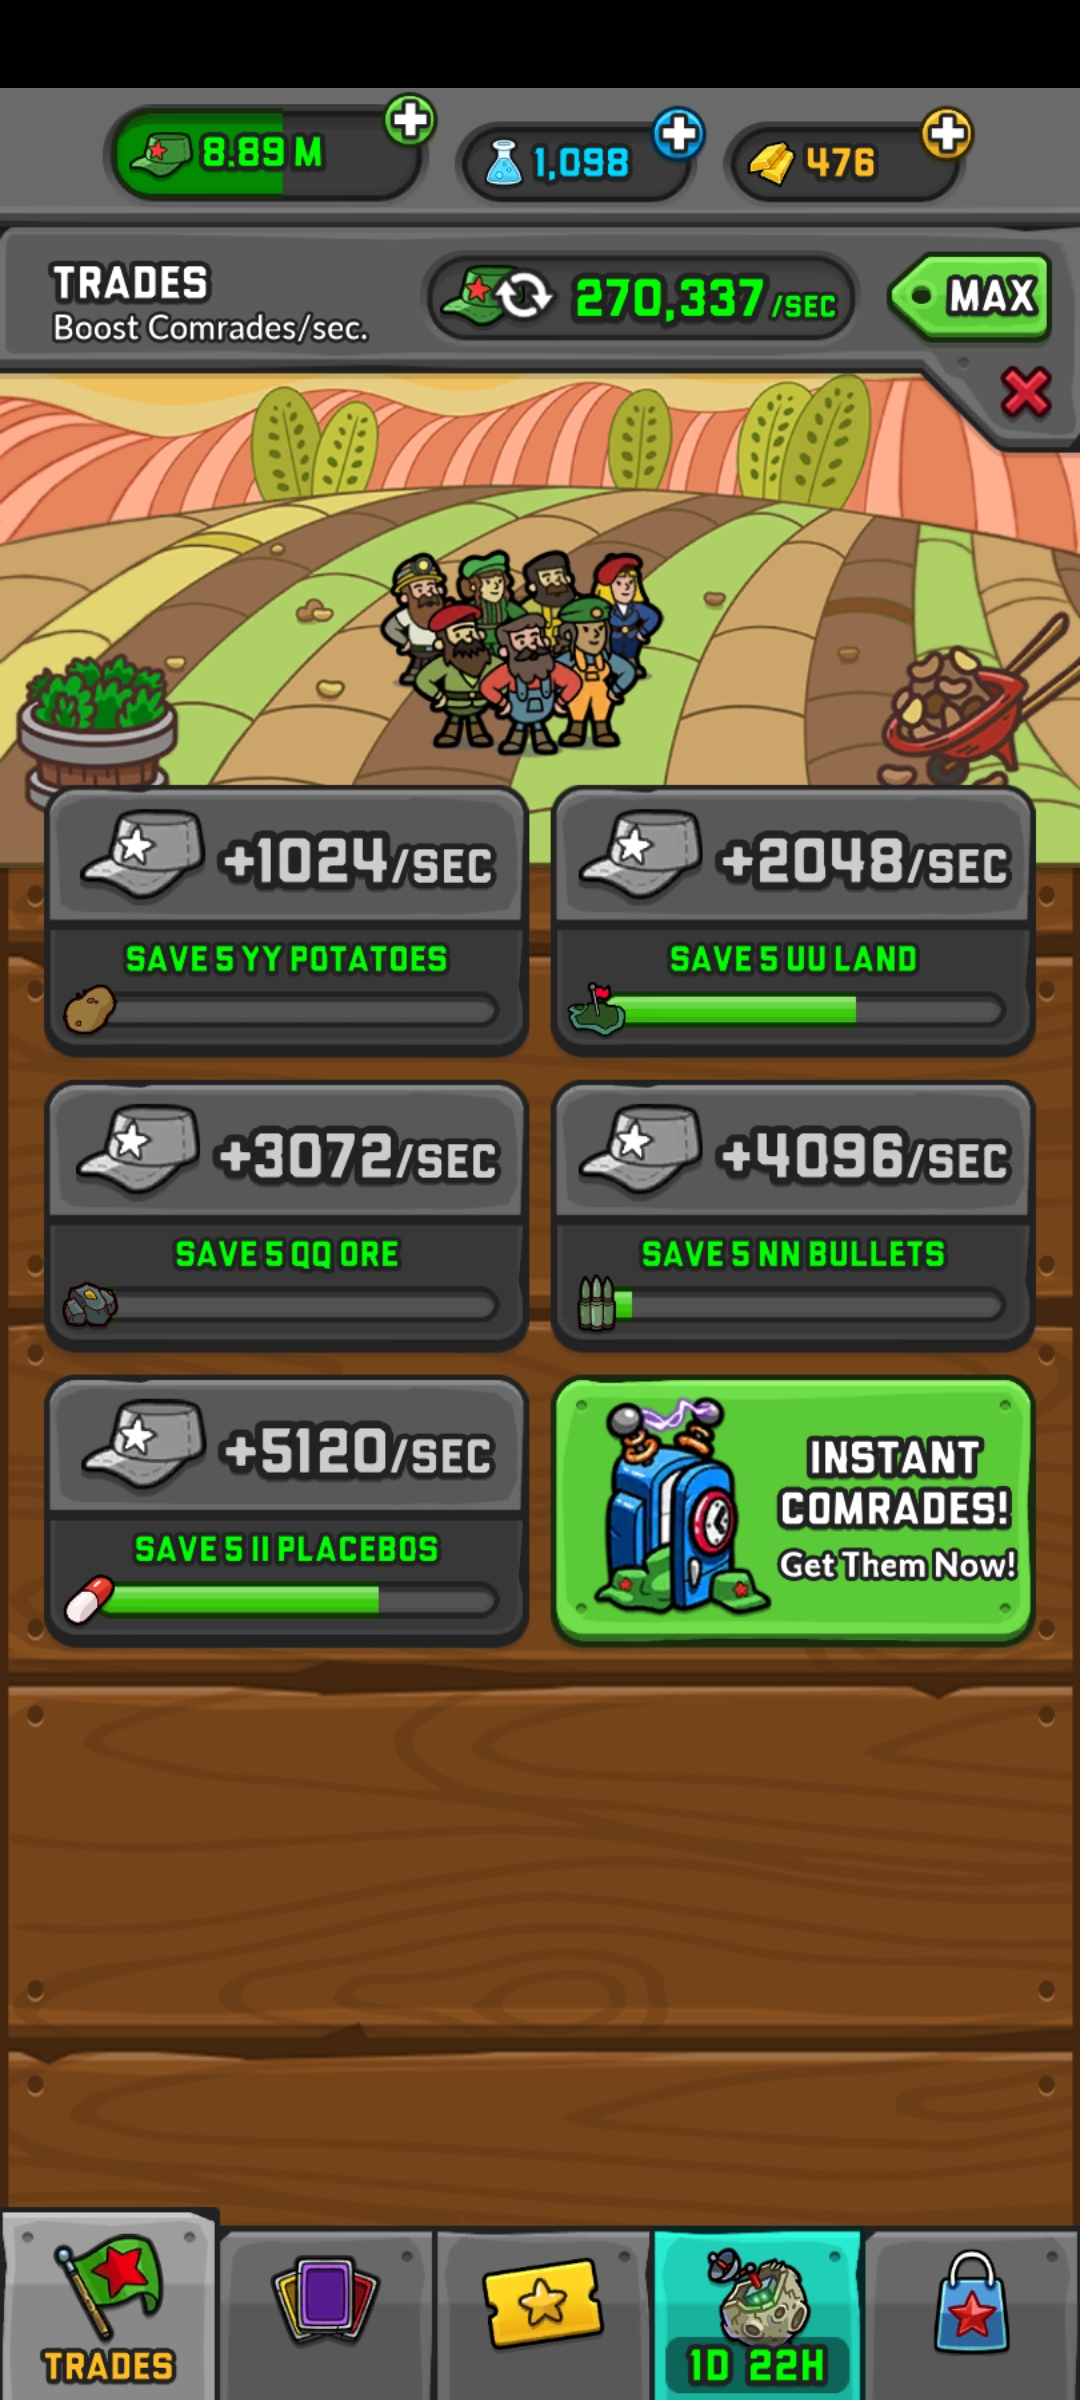 8.89 M
1,098
476
TRADES
Boost Comrades/sec.
270,337/SEC
MAX
+1024/SEC
+2048/SEC
SAVE 5 YY POTATOES
SAVE 5 UU LAND
+3072/SEC
+4096/SEC
SAVE 5 QQ ORE
SAVE 5 NN BULLETS
+5120/SEC
SAVE 5 II PLACEBOS
INSTANT
COMRADES!
Get Them Now!
TRADES
1D 22H